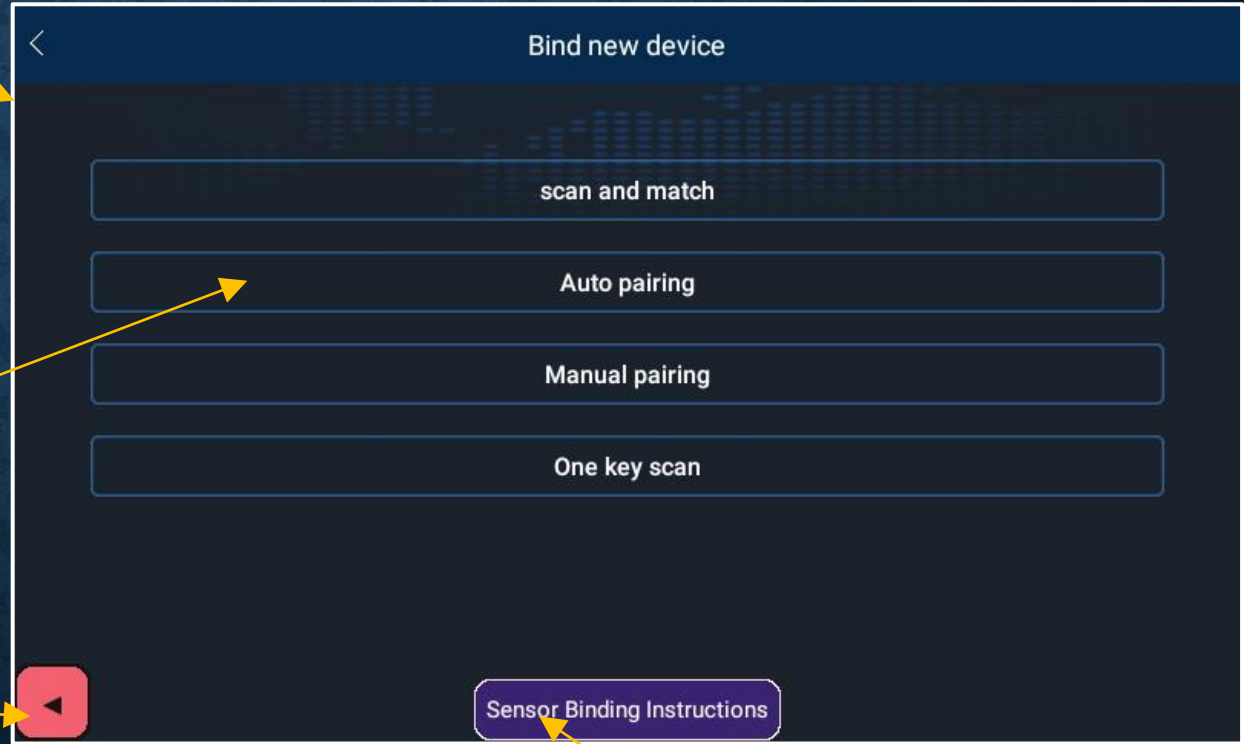 Bind new device
scan and match
Auto pairing
Manual pairing
One key scan
Sensor Binding Instructions